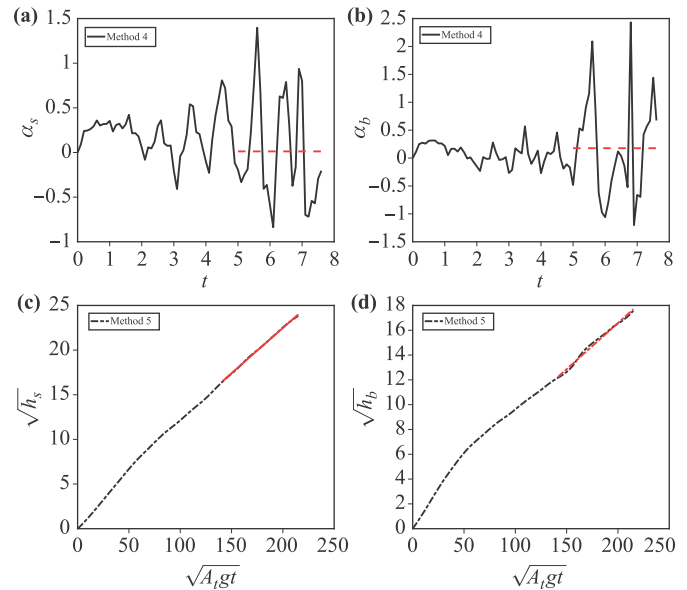 (a)
1.5
1
0.5
0
−0.5
−1
α_s
Method 4
0 1 2 3 4 5 6 7 8
t
(b)
2.5
2
1.5
1
0.5
0
−0.5
−1
−1.5
α_b
Method 4
0 1 2 3 4 5 6 7 8
t
(c)
25
20
15
10
5
0
√h_s
Method 5
0 50 100 150 200 250
√A_tgt
(d)
18
16
14
12
10
8
6
4
2
0
√h_b
Method 5
0 50 100 150 200 250
√A_tgt